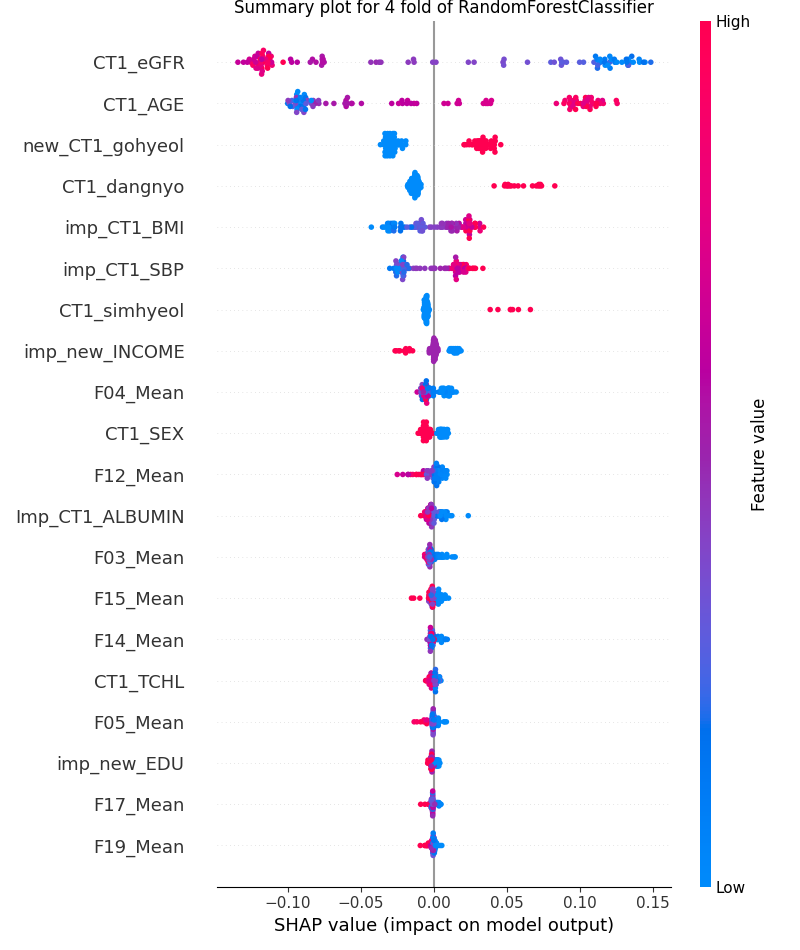 Summary plot for 4 fold of RandomForestClassifier
High
CT1_eGFR
CT1_AGE
new_CT1_gohyeol
CT1_dangnyo
imp_CT1_BMI
imp_CT1_SBP
CT1_simhyeol
imp_new_INCOME
F04_Mean
CT1_SEX
F12_Mean
Imp_CT1_ALBUMIN
F03_Mean
F15_Mean
F14_Mean
CT1_TCHL
F05_Mean
imp_new_EDU
F17_Mean
F19_Mean
Feature value
Low
−0.10 −0.05 0.00 0.05 0.10 0.15
SHAP value (impact on model output)